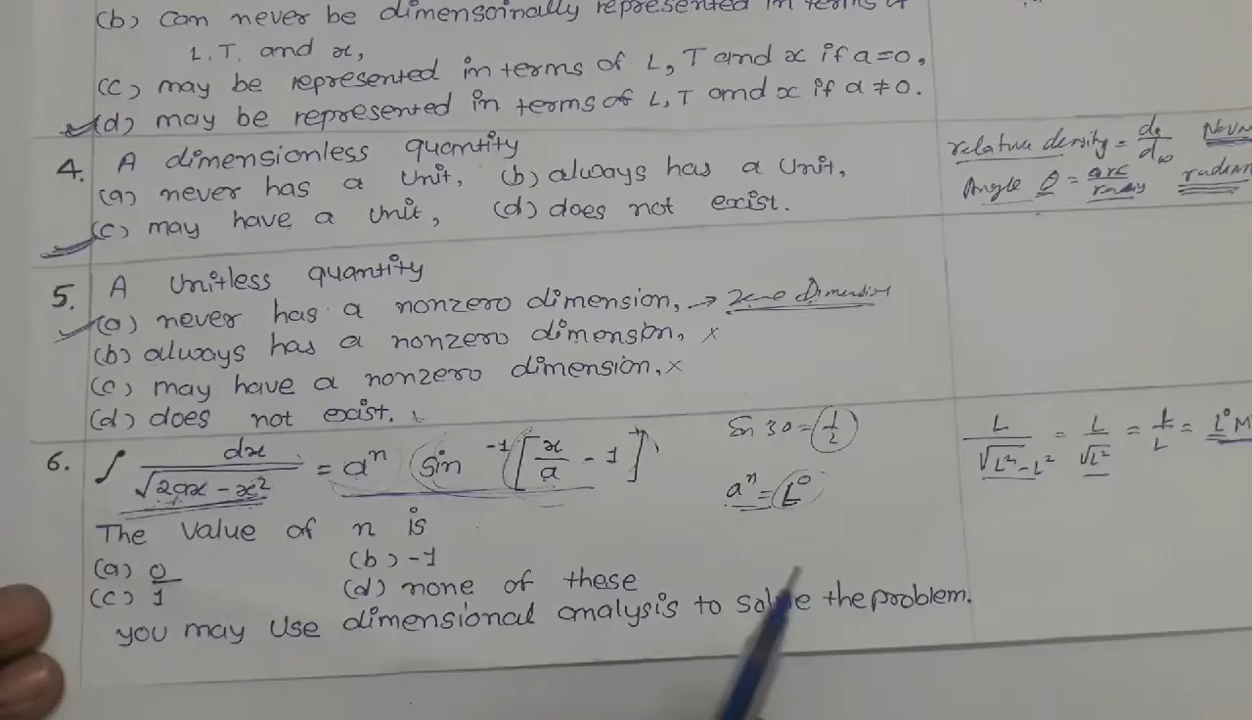 (b) can never be dimensoinally represented in terms of
L.T. and x,
(c) may be represented in terms of L, T and x if a=0,
(d) may be represented in terms of L, T and x if a ≠ 0.
4. A dimensionless quantity
(a) never has a Unit, (b) always has a Unit,
(c) may have a Unit, (d) does not exist.
relative density =
Angle θ = arc
radian
5. A Unitless quantity
(a) never has a nonzero dimension, → Zero Dimension
(b) always has a nonzero dimension, ×
(c) may have a nonzero dimension, ×
(d) does not exist.
6. ∫ dx / √2ax - x² = aⁿ sin⁻¹ [x/a - 1]
Sin 30 = 1/2
aⁿ = L⁰
L / √L²-L² = L / √L² = L / L = L⁰M
The value of n is
(a) 0 (b) -1
(c) 1 (d) none of these
you may use dimensional analysis to solve the problem.